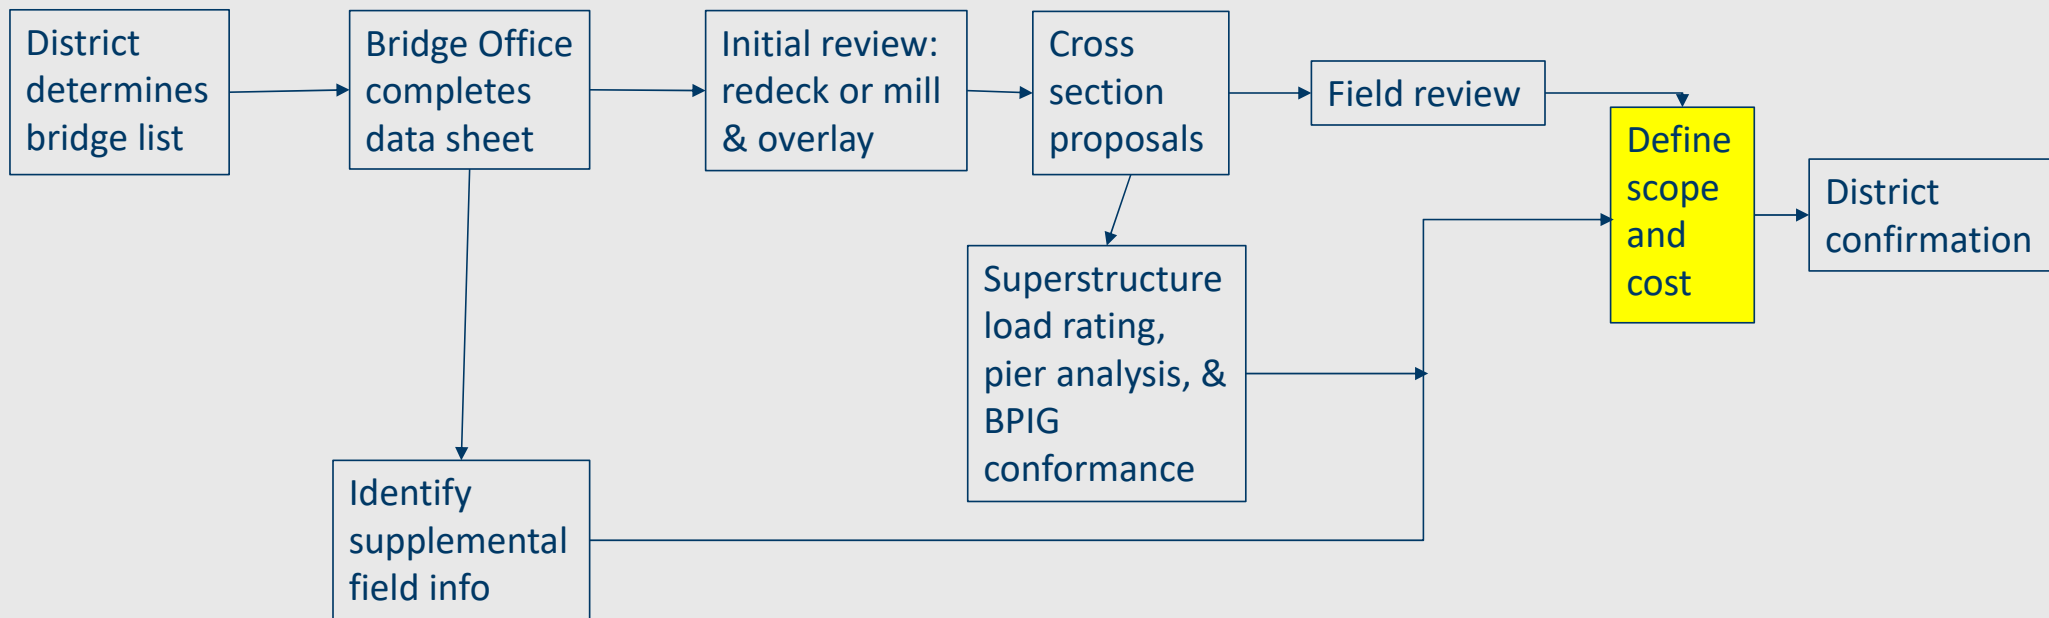 District
determines
bridge list
Bridge Office
completes
data sheet
Initial review:
redeck or mill
& overlay
Cross
section
proposals
Field review
Define
scope
and
cost
District
confirmation
Superstructure
load rating,
pier analysis, &
BPIG
conformance
Identify
supplemental
field info